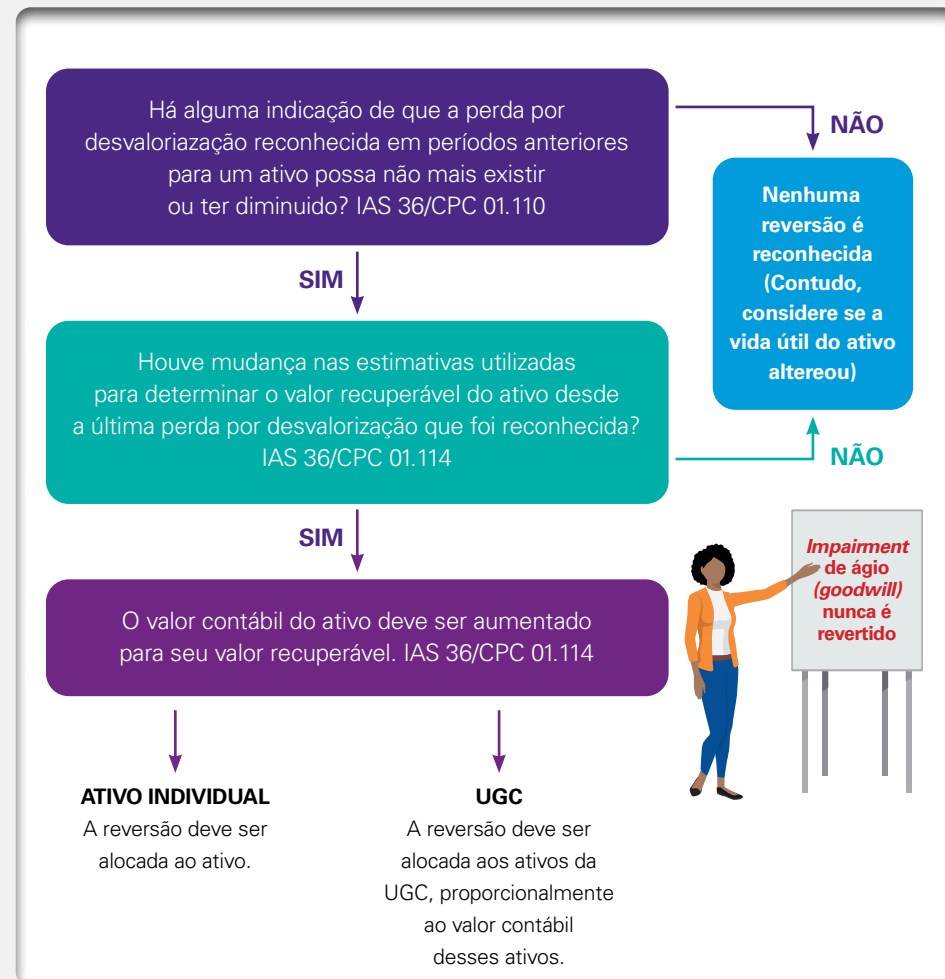 Há alguma indicação de que a perda por
desvaloriazação reconhecida em períodos anteriores
para um ativo possa não mais existir
ou ter diminuido? IAS 36/CPC 01.110
NÃO
Nenhuma
reversão é
reconhecida
(Contudo,
considere se a
vida útil do ativo
altereou)
SIM
Houve mudança nas estimativas utilizadas
para determinar o valor recuperável do ativo desde
a última perda por desvalorização que foi reconhecida?
IAS 36/CPC 01.114
NÃO
SIM
O valor contábil do ativo deve ser aumentado
para seu valor recuperável. IAS 36/CPC 01.114
Impairment
de ágio
(goodwill)
nunca é
revertido
ATIVO INDIVIDUAL
A reversão deve ser
alocada ao ativo.
UGC
A reversão deve ser
alocada aos ativos da
UGC, proporcionalmente
ao valor contábil
desses ativos.